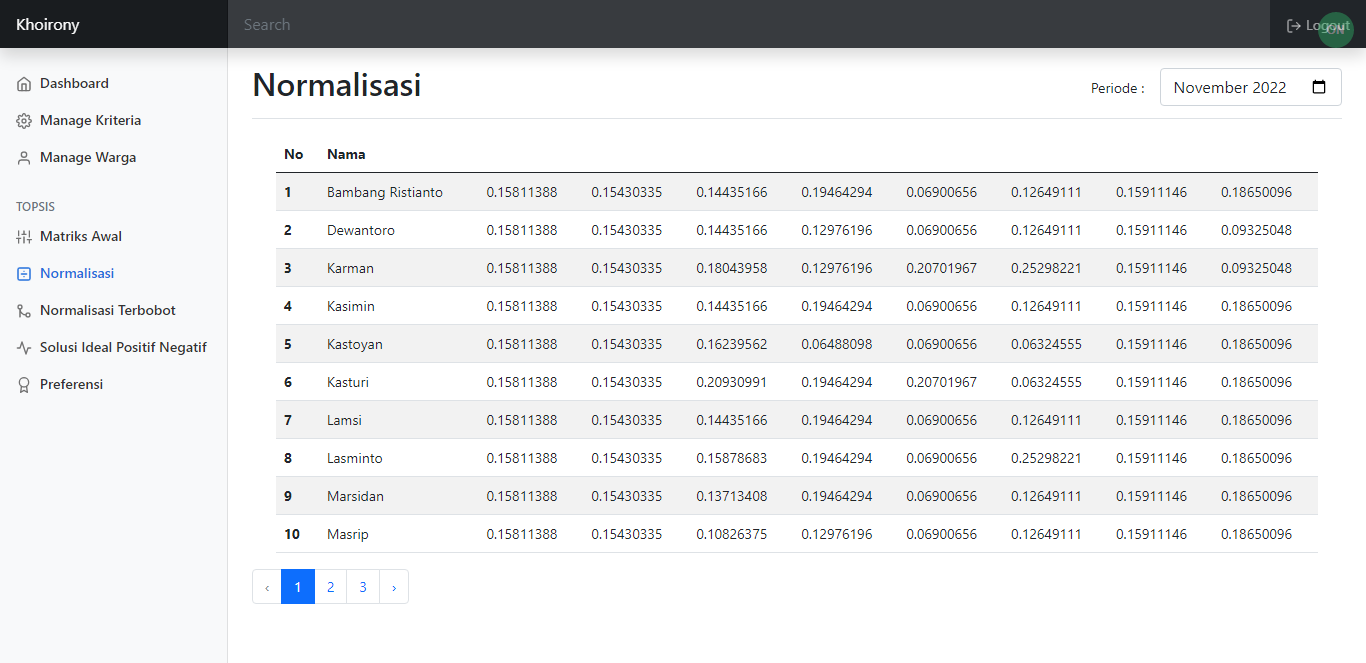 Khoirony
Search
Logout
ON
Dashboard
Manage Kriteria
Manage Warga
TOPSIS
Matriks Awal
Normalisasi
Normalisasi Terbobot
Solusi Ideal Positif Negatif
Preferensi
Normalisasi
Periode :
November 2022
No Nama
1 Bambang Ristianto 0.15811388 0.15430335 0.14435166 0.19464294 0.06900656 0.12649111 0.15911146 0.18650096
2 Dewantoro 0.15811388 0.15430335 0.14435166 0.12976196 0.06900656 0.12649111 0.15911146 0.09325048
3 Karman 0.15811388 0.15430335 0.18043958 0.12976196 0.20701967 0.25298221 0.15911146 0.09325048
4 Kasimin 0.15811388 0.15430335 0.14435166 0.19464294 0.06900656 0.12649111 0.15911146 0.18650096
5 Kastoyan 0.15811388 0.15430335 0.16239562 0.06488098 0.06900656 0.06324555 0.15911146 0.18650096
6 Kasturi 0.15811388 0.15430335 0.20930991 0.19464294 0.20701967 0.06324555 0.15911146 0.18650096
7 Lamsi 0.15811388 0.15430335 0.14435166 0.19464294 0.06900656 0.12649111 0.15911146 0.18650096
8 Lasminto 0.15811388 0.15430335 0.15878683 0.19464294 0.06900656 0.25298221 0.15911146 0.18650096
9 Marsidan 0.15811388 0.15430335 0.13713408 0.19464294 0.06900656 0.12649111 0.15911146 0.18650096
10 Masrip 0.15811388 0.15430335 0.10826375 0.12976196 0.06900656 0.12649111 0.15911146 0.18650096
‹ 1 2 3 ›